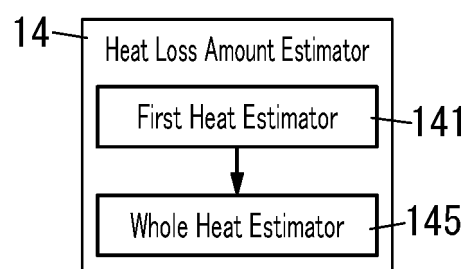 14
Heat Loss Amount Estimator
First Heat Estimator
141
Whole Heat Estimator
145